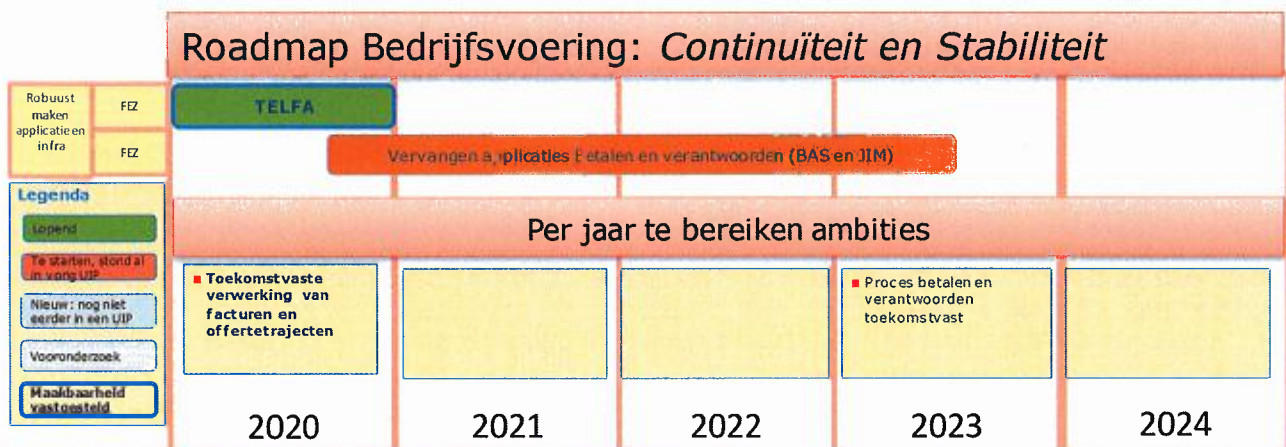 Roadmap Bedrijfsvoering: Continuïteit en Stabiliteit
Robuust
maken
applicatie en
infra
FEZ
TELFA
FEZ
Vervangen applicaties Betalen en verantwoorden (BAS en JIM)
Legenda
Lopend
Te starten, stond al
in vorig UIP
Nieuw: nog niet
eerder in een UIP
Vooronderzoek
Maakbaarheid
vastgesteld
Per jaar te bereiken ambities
■ Toekomstvaste
verwerking van
facturen en
offertetrajecten
■ Proces betalen en
verantwoorden
toekomstvast
2020
2021
2022
2023
2024